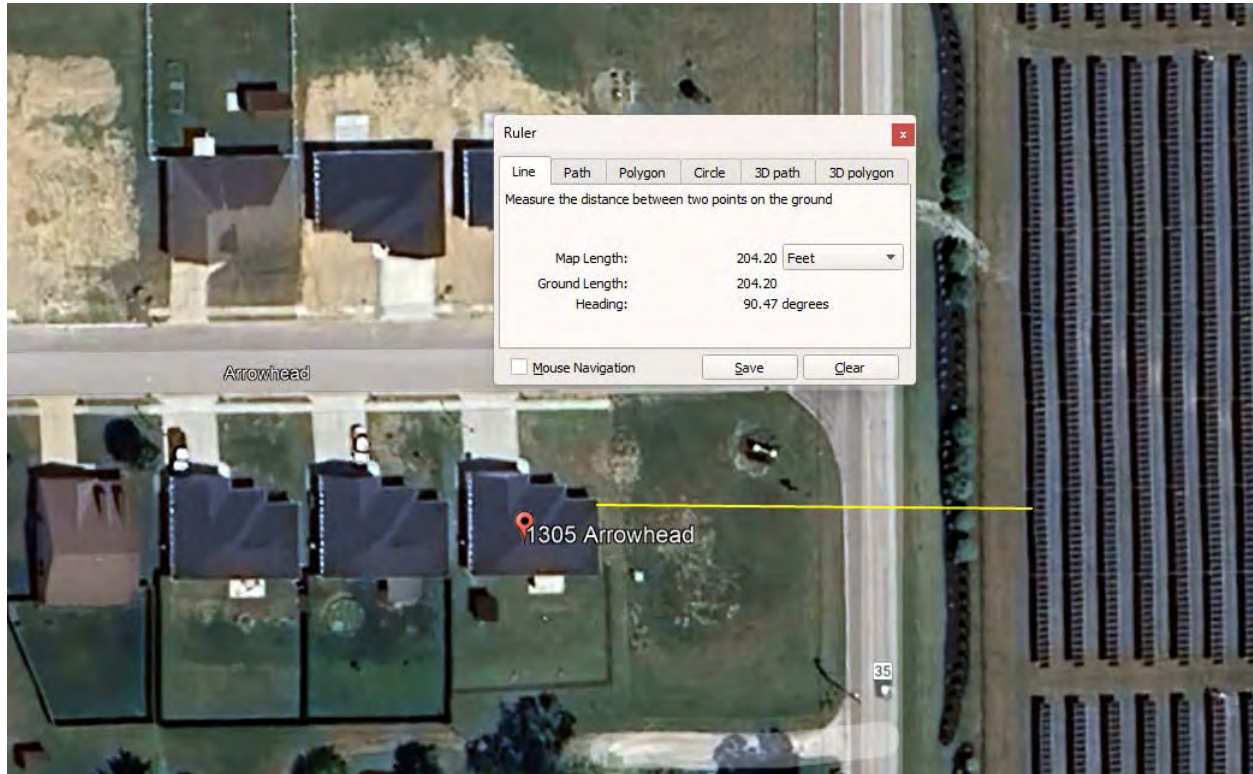 Ruler
x
Line Path Polygon Circle 3D path 3D polygon
Measure the distance between two points on the ground
Map Length: 204.20 Feet
Ground Length: 204.20
Heading: 90.47 degrees
Mouse Navigation Save Clear
Arrowhead
1305 Arrowhead
35